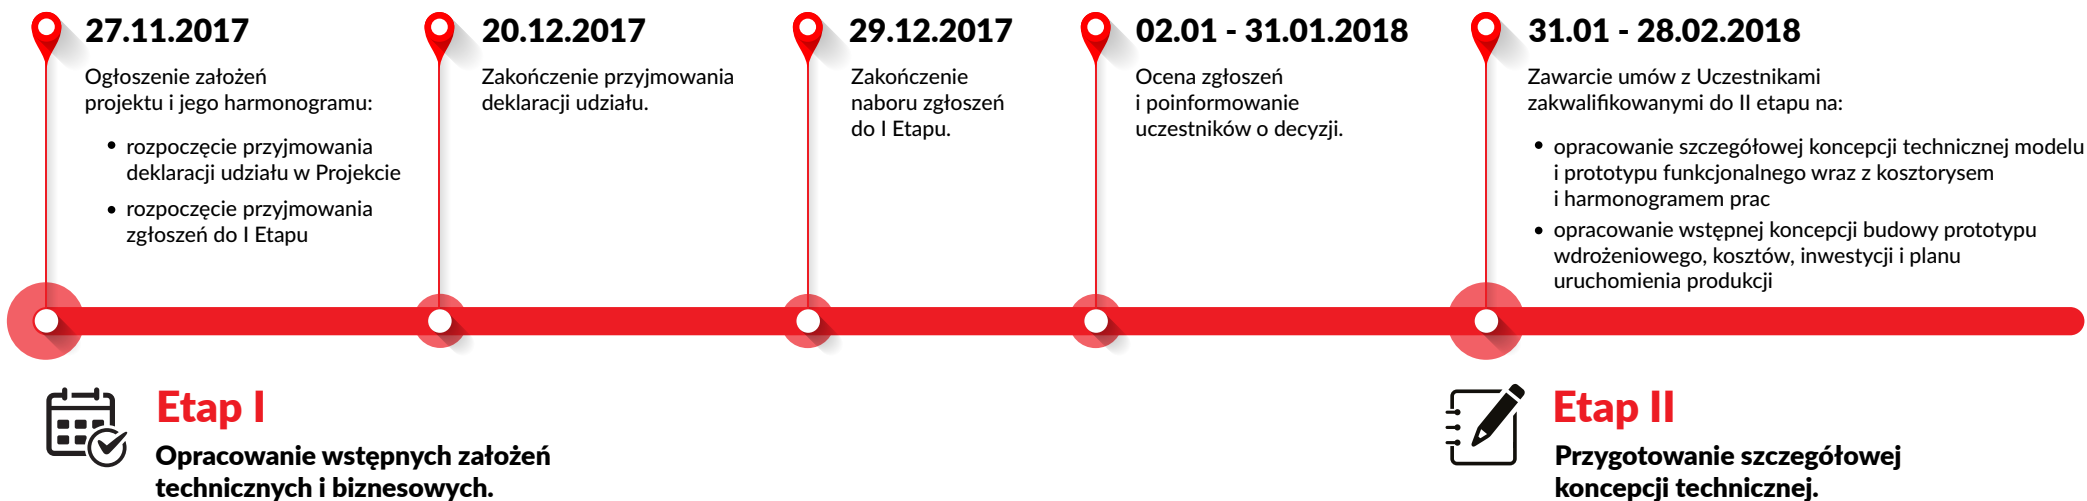 27.11.2017
Ogłoszenie założeń
projektu i jego harmonogramu:
• rozpoczęcie przyjmowania
deklaracji udziału w Projekcie
• rozpoczęcie przyjmowania
zgłoszeń do I Etapu
20.12.2017
Zakończenie przyjmowania
deklaracji udziału.
29.12.2017
Zakończenie
naboru zgłoszeń
do I Etapu.
02.01 - 31.01.2018
Ocena zgłoszeń
i poinformowanie
uczestników o decyzji.
31.01 - 28.02.2018
Zawarcie umów z Uczestnikami
zakwalifikowanymi do II etapu na:
• opracowanie szczegółowej koncepcji technicznej modelu
i prototypu funkcjonalnego wraz z kosztorysem
i harmonogramem prac
• opracowanie wstępnej koncepcji budowy prototypu
wdrożeniowego, kosztów, inwestycji i planu
uruchomienia produkcji
Etap I
Opracowanie wstępnych założeń
technicznych i biznesowych.
Etap II
Przygotowanie szczegółowej
koncepcji technicznej.